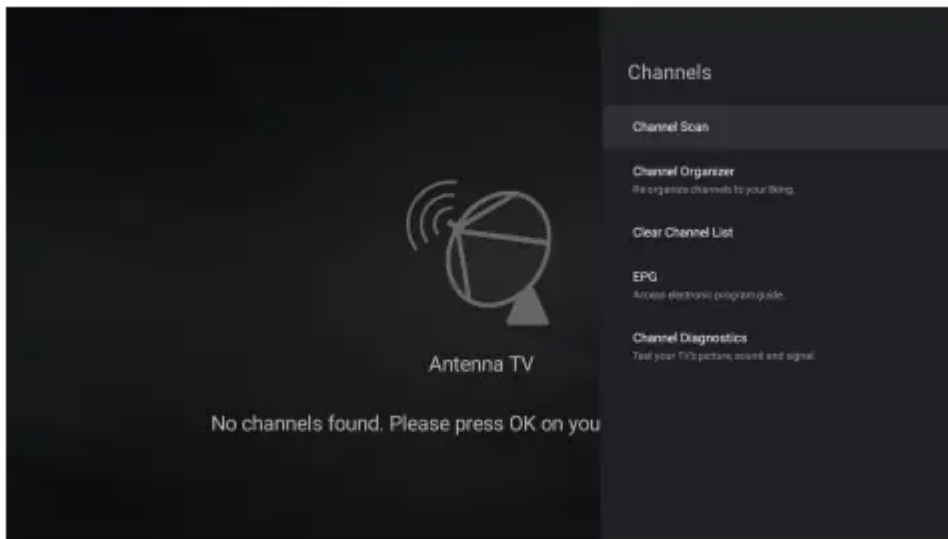 Channels
Channel Scan
Channel Organizer
Re-organize channels to your liking.
Clear Channel List
EPG
Access electronic program guide.
Channel Diagnostics
Test your TV's picture, sound and signal.
Antenna TV
No channels found. Please press OK on you